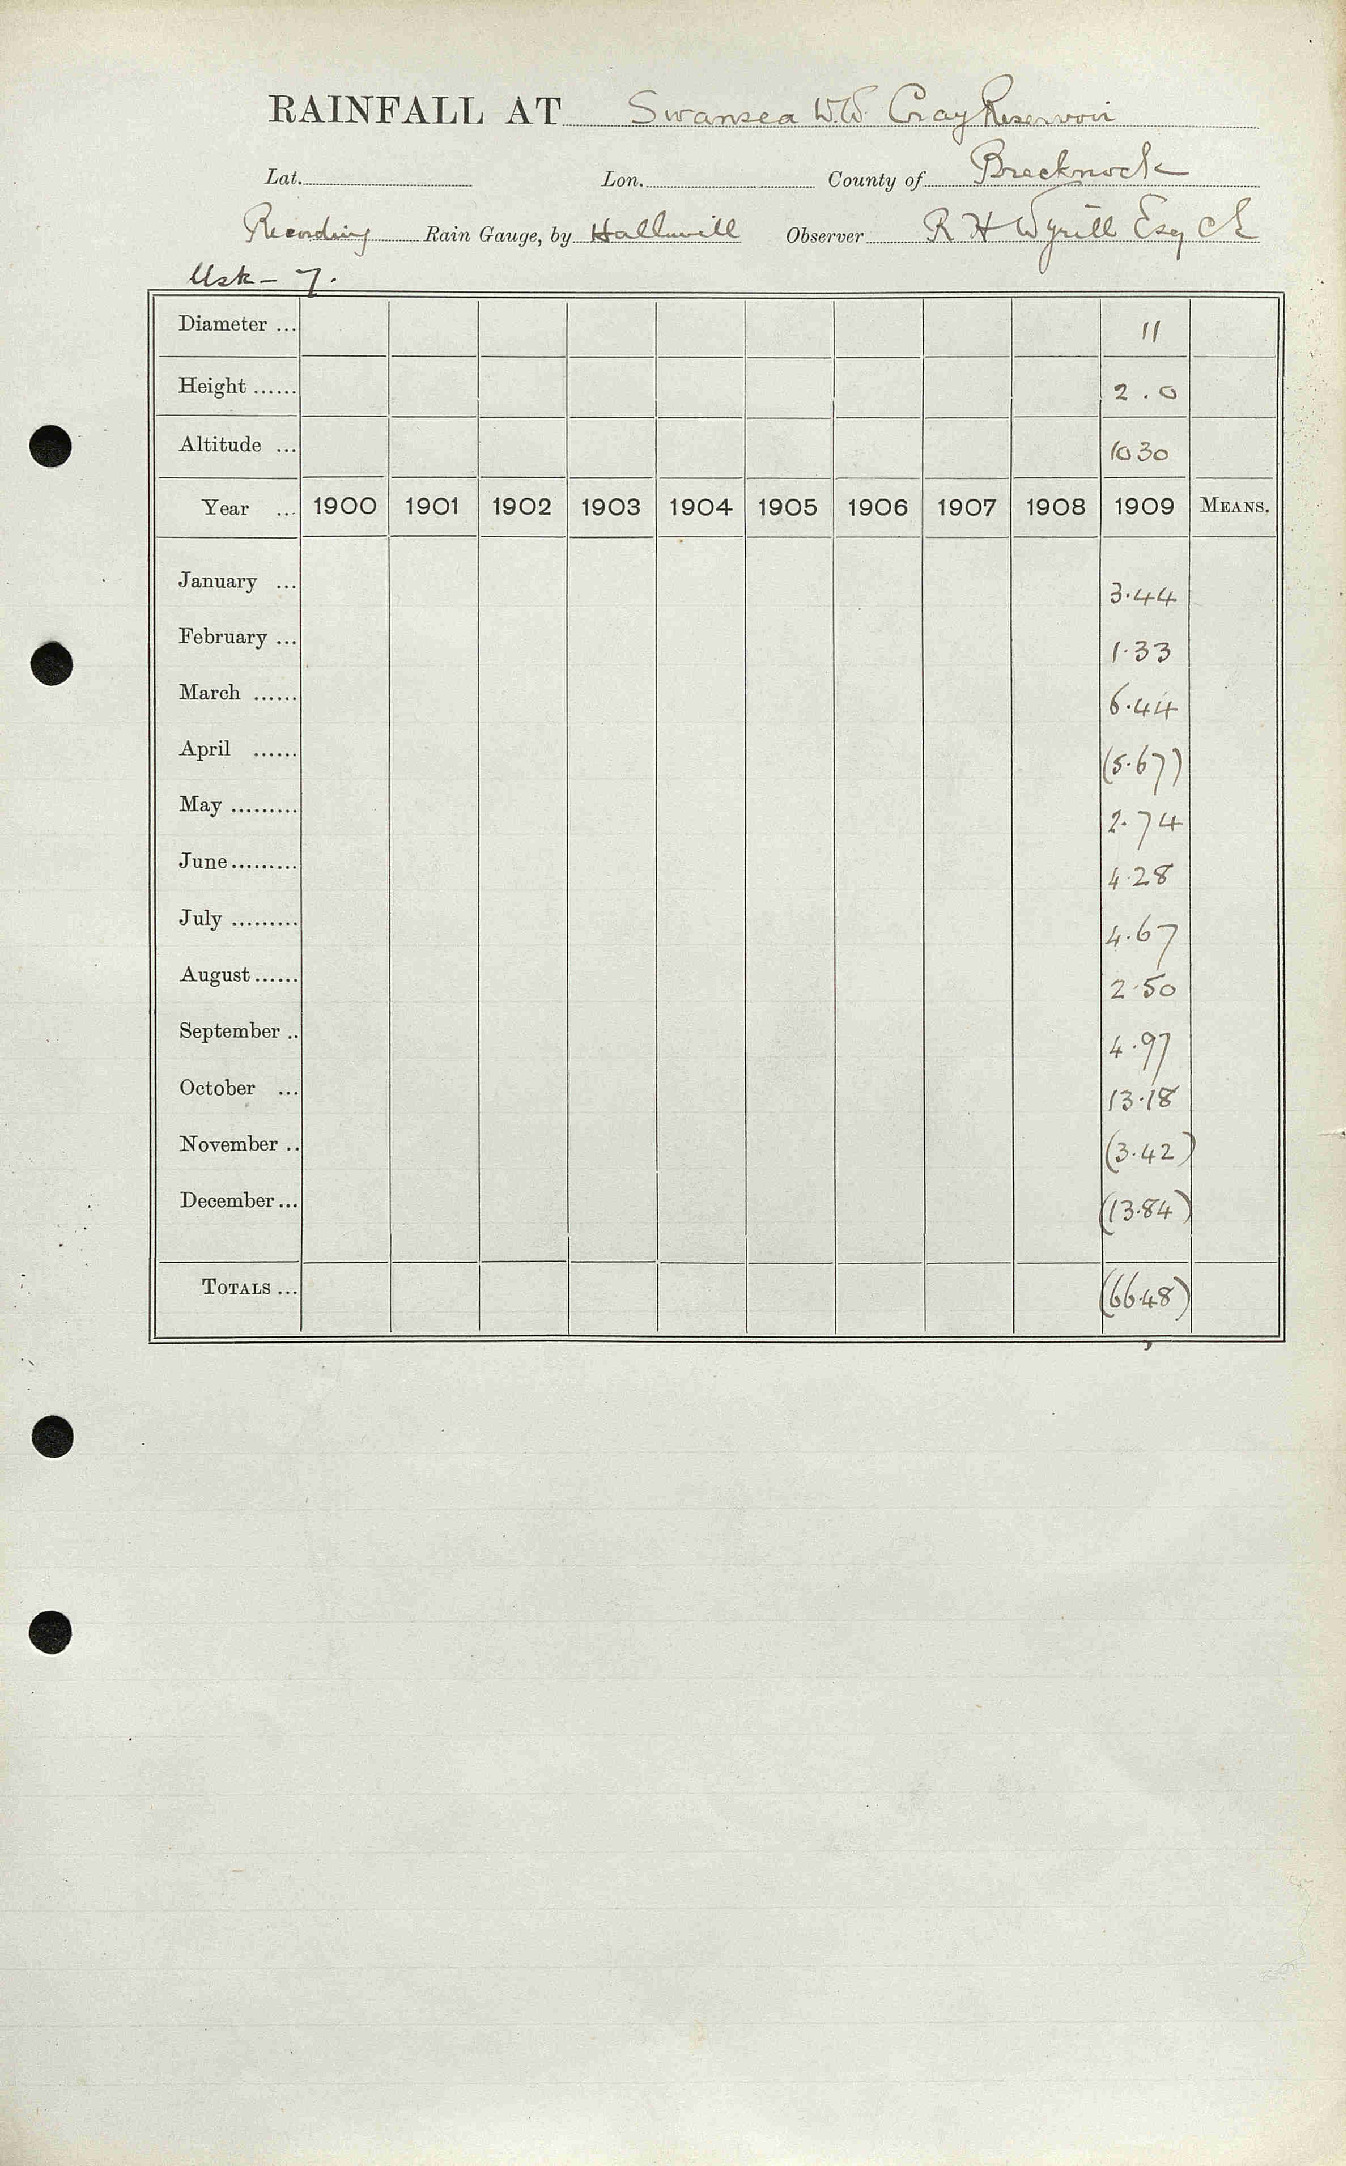 RAINFALL AT Swansea W.W. Cray Reservoir
Lat. Lon. County of Brecknock
Recording Rain Gauge, by Halliwell Observer R H Wyrill Esq CE
Usk - 7.
Diameter ... 11
Height ...... 2.0
Altitude ... 1030
Year ... 1900 1901 1902 1903 1904 1905 1906 1907 1908 1909 MEANS.
January ... 3.44
February ... 1.33
March ...... 6.44
April ...... (5.67)
May ......... 2.74
June ......... 4.28
July ......... 4.67
August ...... 2.50
September .. 4.97
October ... 13.18
November .. (3.42)
December ... (13.84)
TOTALS ... (66.48)